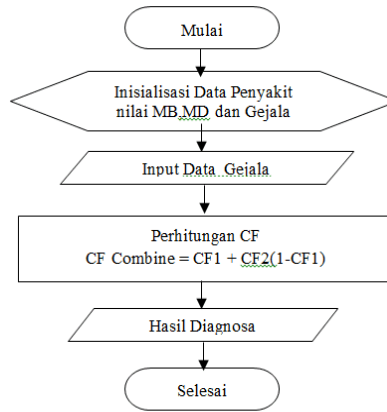 Mulai
Inisialisasi Data Penyakit
nilai MB.MD dan Gejala
Input Data Gejala
Perhitungan CF
CF Combine = CF1 + CF2(1-CF1)
Hasil Diagnosa
Selesai